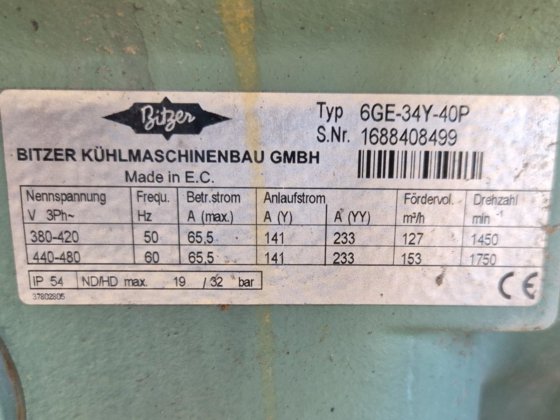 Bitzer
Typ 6GE-34Y-40P
S.Nr. 1688408499
BITZER KÜHLMASCHINENBAU GMBH
Made in E.C.
Nennspannung Frequ. Betr.strom Anlaufstrom Fördervol. Drehzahl
V 3Ph~ Hz A (max.) A (Y) A (YY) m³/h min⁻¹
380-420 50 65,5 141 233 127 1450
440-480 60 65,5 141 233 153 1750
IP 54 ND/HD max. 19 / 32 bar CE
37802805